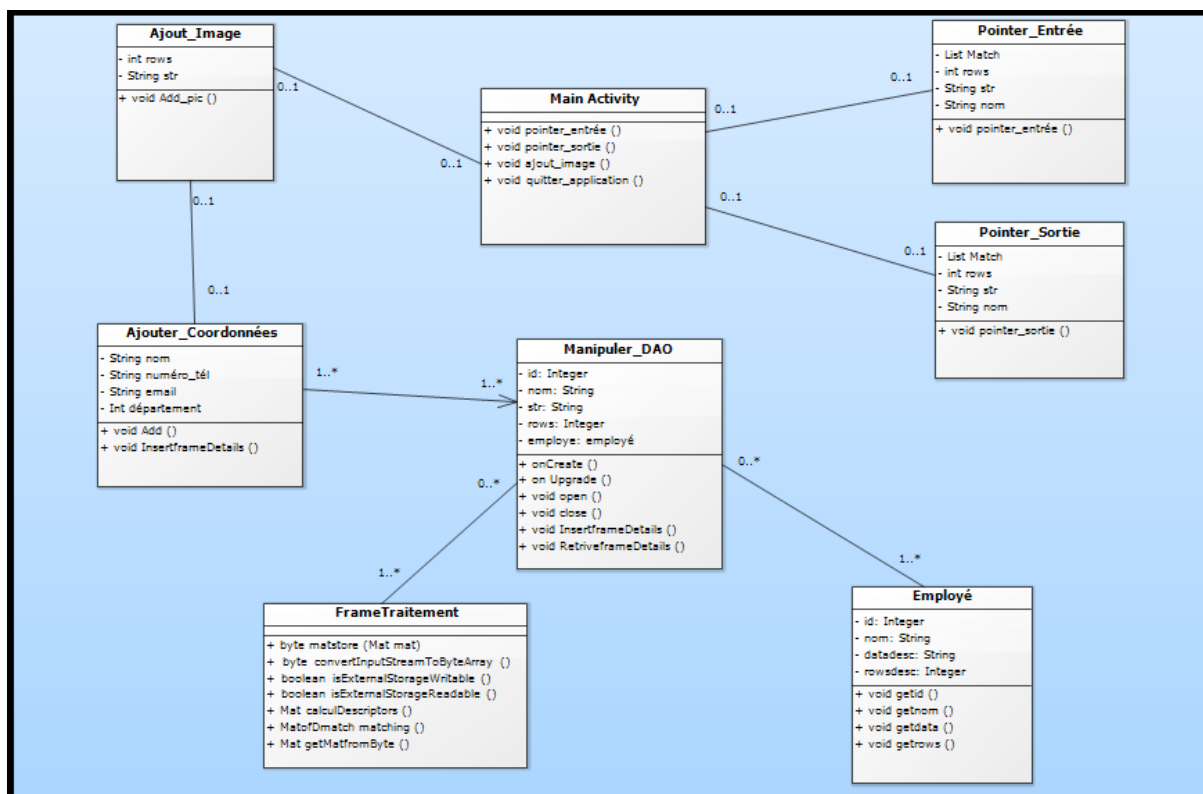 Ajout_Image
- int rows
- String str
+ void Add_pic ()
0..1
0..1
Main Activity
+ void pointer_entrée ()
+ void pointer_sortie ()
+ void ajout_image ()
+ void quitter_application ()
0..1
0..1
Pointer_Entrée
- List Match
- int rows
- String str
- String nom
+ void pointer_entrée ()
0..1
0..1
Pointer_Sortie
- List Match
- int rows
- String str
- String nom
+ void pointer_sortie ()
0..1
0..1
Ajouter_Coordonnées
- String nom
- String numéro_tél
- String email
- Int département
+ void Add ()
+ void InsertframeDetails ()
1..*
1..*
Manipuler_DAO
- id: Integer
- nom: String
- str: String
- rows: Integer
- employe: employé
+ onCreate ()
+ on Upgrade ()
+ void open ()
+ void close ()
+ void InsertframeDetails ()
+ void RetriveframeDetails ()
0..*
0..*
1..*
1..*
FrameTraitement
+ byte matstore (Mat mat)
+ byte convertInputStreamToByteArray ()
+ boolean isExternalStorageWritable ()
+ boolean isExternalStorageReadable ()
+ Mat calculDescriptors ()
+ MatofDmatch matching ()
+ Mat getMatfromByte ()
Employé
- id: Integer
- nom: String
- datadesc: String
- rowsdesc: Integer
+ void getid ()
+ void getnom ()
+ void getdata ()
+ void getrows ()